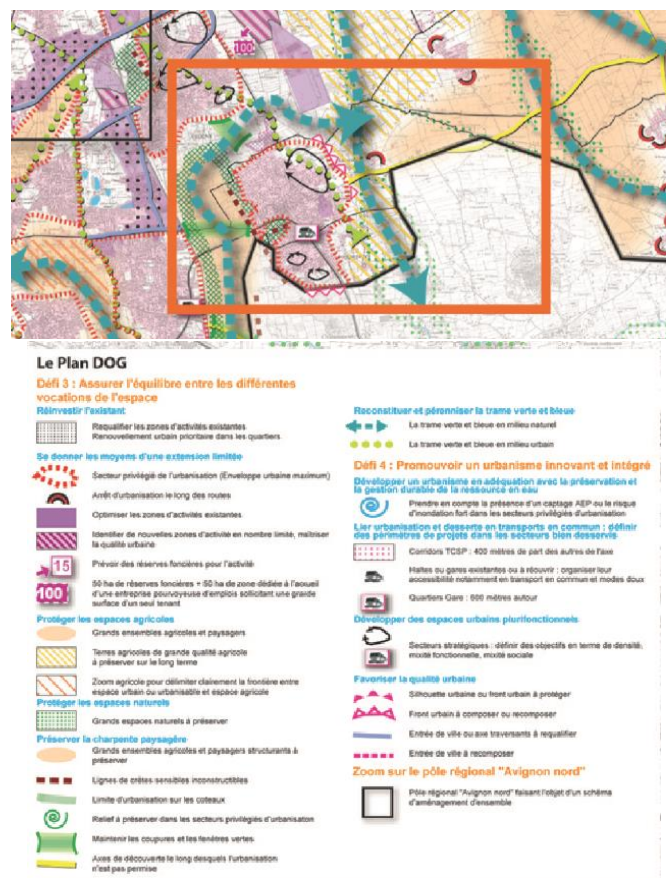 100
Le Plan DOG
Défi 3 : Assurer l'équilibre entre les différentes
vocations de l'espace
Réinvestir l'existant
Requalifier les zones d'activités existantes
Renouvellement urbain prioritaire dans les quartiers
Se donner les moyens d'une extension limitée
Secteur privilégié de l'urbanisation (Enveloppe urbaine maximum)
Arrêt d'urbanisation le long des routes
Optimiser les zones d'activités existantes
Identifier de nouvelles zones d'activité en nombre limité, maîtriser
la qualité urbaine
15
Prévoir des réserves foncières pour l'activité
100
50 ha de réserves foncières + 50 ha de zone dédiée à l'accueil
d'une entreprise pourvoyeuse d'emplois sollicitant une grande
surface d'un seul tenant
Protéger les espaces agricoles
Grands ensembles agricoles et paysagers
Terres agricoles de grande qualité agricole
à préserver sur le long terme
Zoom agricole pour délimiter clairement la frontière entre
espace urbain ou urbanisable et espace agricole
Protéger les espaces naturels
Grands espaces naturels à préserver
Préserver la charpente paysagère
Grands ensembles agricoles et paysagers structurants à
préserver
Lignes de crêtes sensibles inconstructibles
Limite d'urbanisation sur les coteaux
Relief à préserver dans les secteurs privilégiés d'urbanisaton
Maintenir les coupures et les fenêtres vertes
Axes de découverte le long desquels l'urbanisation
n'est pas permise
Reconstituer et pérenniser la trame verte et bleue
La trame verte et bleue en milieu naturel
La trame verte et bleue en milieu urbain
Défi 4 : Promouvoir un urbanisme innovant et intégré
Développer un urbanisme en adéquation avec la préservation et
la gestion durable de la ressource en eau
Prendre en compte la présence d'un captage AEP ou le risque
d'inondation fort dans les secteurs privilégiés d'urbanisation
Lier urbanisation et desserte en transports en commun : définir
des périmètres de projets dans les secteurs bien desservis
Corridors TCSP : 400 mètres de part des autres de l'axe
Haltes ou gares existantes ou à réouvrir : organiser leur
accessibilité notamment en transport en commun et modes doux
Quartiers Gare : 600 mètres autour
Développer des espaces urbains plurifonctionnels
Secteurs stratégiques : définir des objectifs en terme de densité,
mixité fonctionnelle, mixité sociale
Favoriser la qualité urbaine
Silhouette urbaine ou front urbain à protéger
Front urbain à composer ou recomposer
Entrée de ville ou axe traversants à requalifier
Entrée de ville à recomposer
Zoom sur le pôle régional "Avignon nord"
Pôle régional "Avignon nord" faisant l'objet d'un schéma
d'aménagement d'ensemble